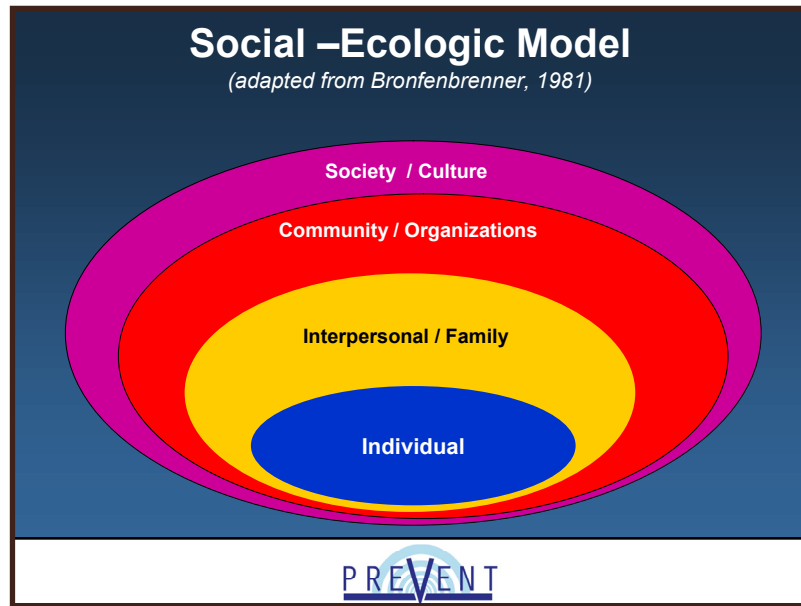 Social –Ecologic Model
(adapted from Bronfenbrenner, 1981)
Society / Culture
Community / Organizations
Interpersonal / Family
Individual
PREVENT